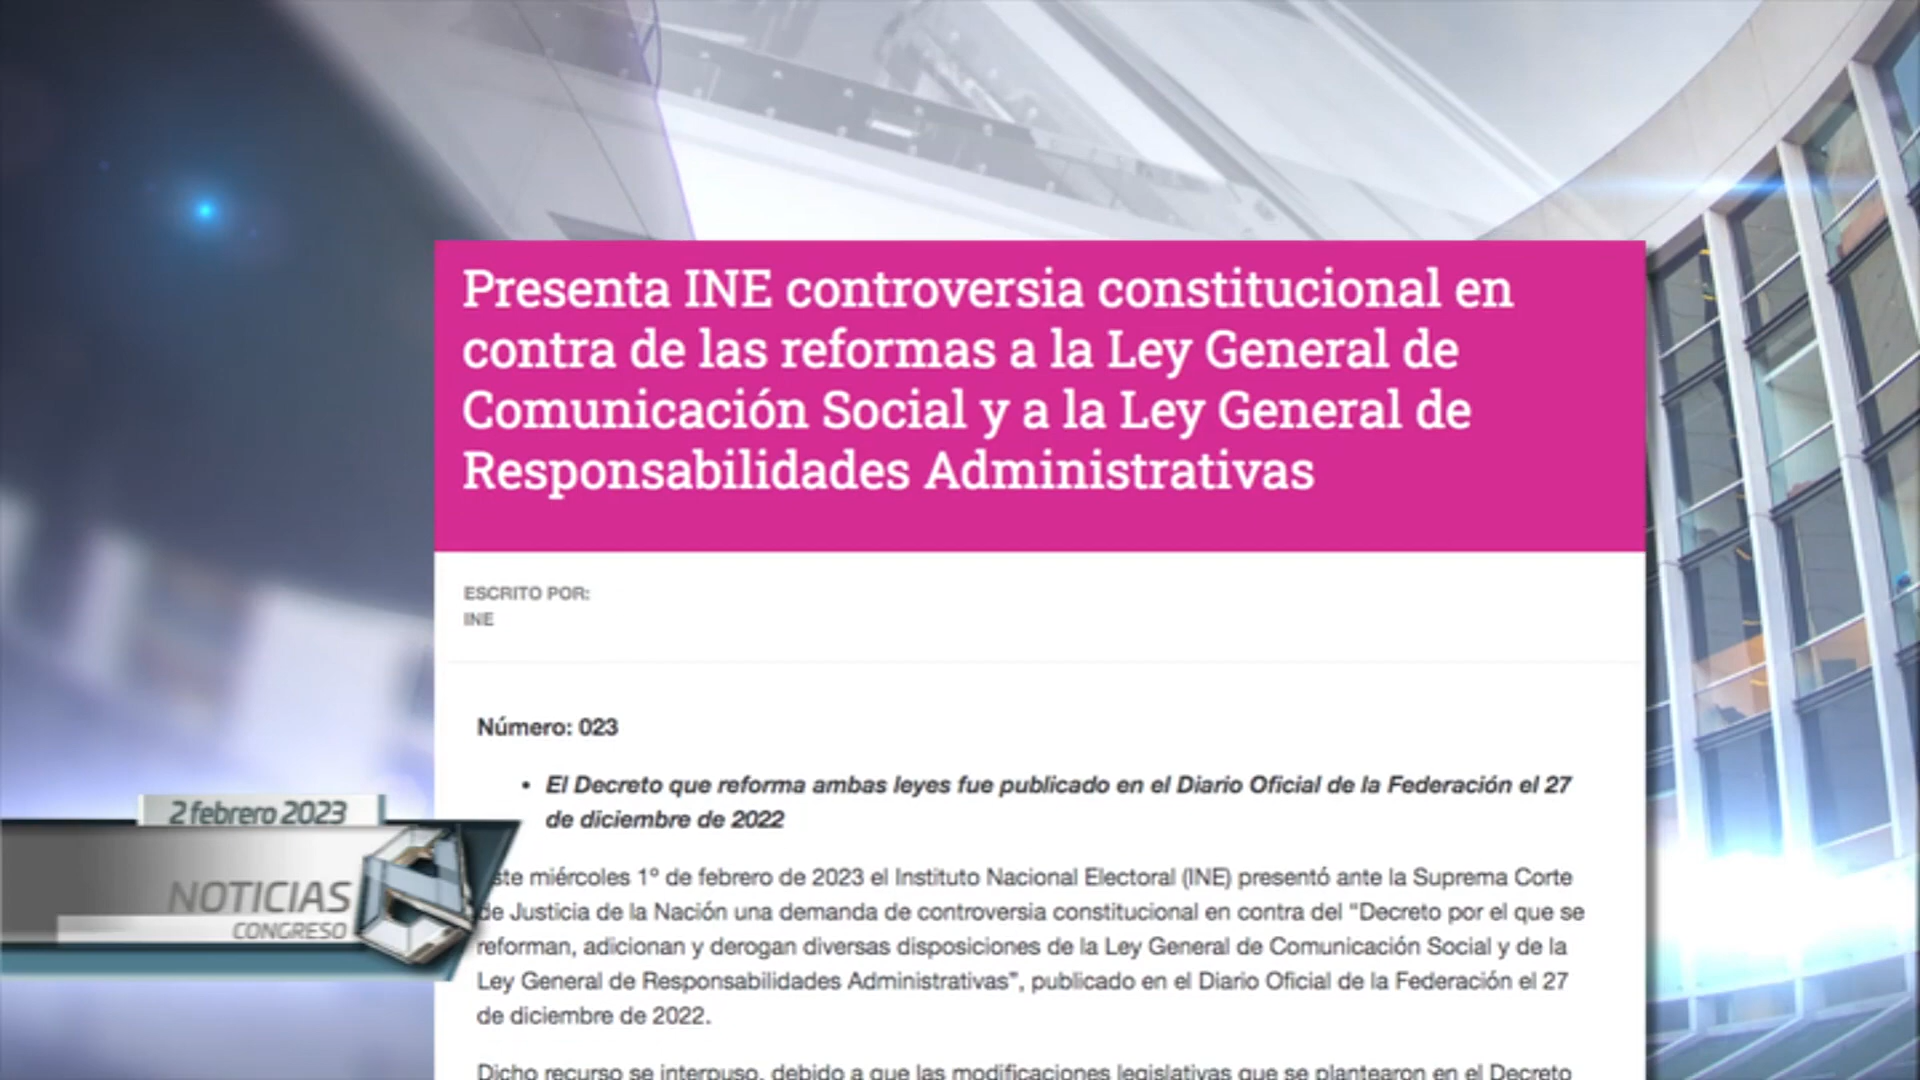 Presenta INE controversia constitucional en
contra de las reformas a la Ley General de
Comunicación Social y a la Ley General de
Responsabilidades Administrativas
ESCRITO POR:
INE
Número: 023
• El Decreto que reforma ambas leyes fue publicado en el Diario Oficial de la Federación el 27
de diciembre de 2022
ste miércoles 1º de febrero de 2023 el Instituto Nacional Electoral (INE) presentó ante la Suprema Corte
de Justicia de la Nación una demanda de controversia constitucional en contra del "Decreto por el que se
reforman, adicionan y derogan diversas disposiciones de la Ley General de Comunicación Social y de la
Ley General de Responsabilidades Administrativas", publicado en el Diario Oficial de la Federación el 27
de diciembre de 2022.
Dicho recurso se interpuso, debido a que las modificaciones legislativas que se plantearon en el Decreto
2 febrero 2023
NOTICIAS
CONGRESO